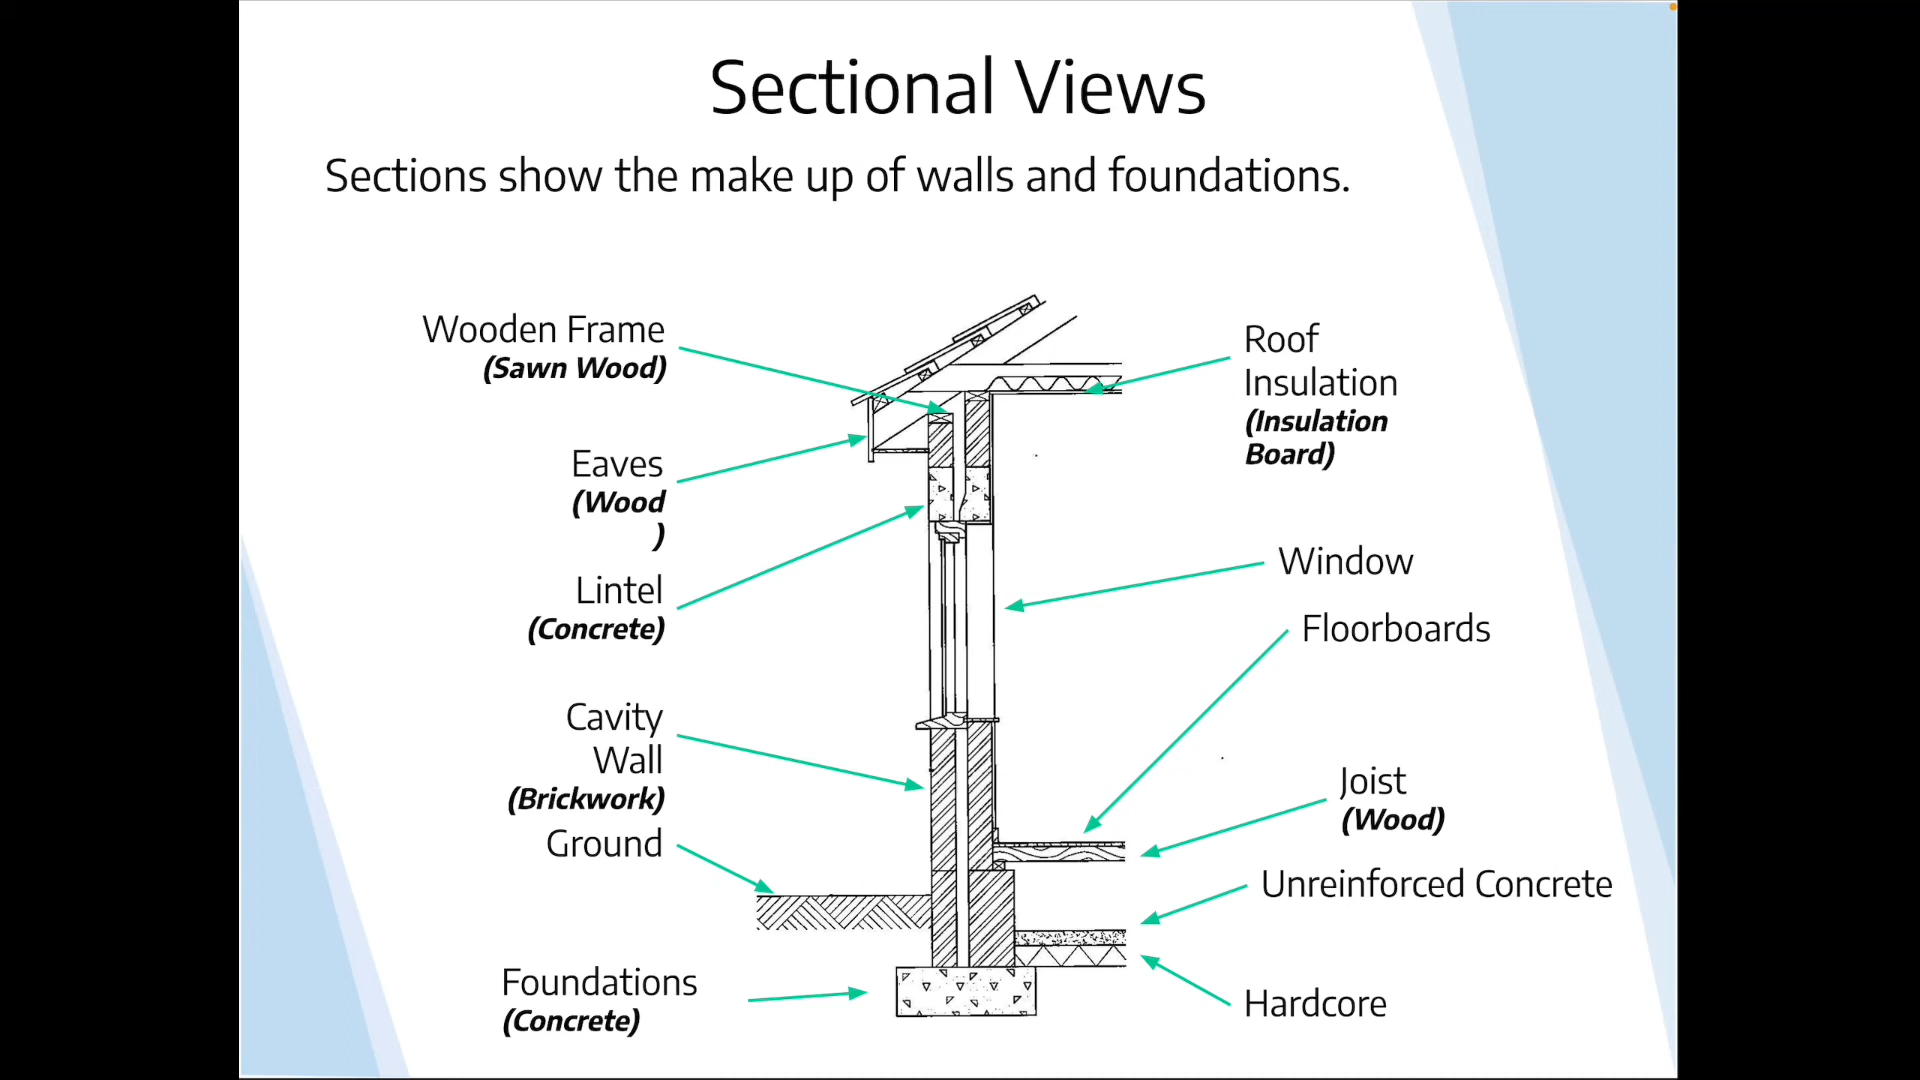 Sectional Views
Sections show the make up of walls and foundations.
Wooden Frame
(Sawn Wood)
Eaves
(Wood
)
Lintel
(Concrete)
Cavity
Wall
(Brickwork)
Ground
Foundations
(Concrete)
Roof
Insulation
(Insulation
Board)
Window
Floorboards
Joist
(Wood)
Unreinforced Concrete
Hardcore